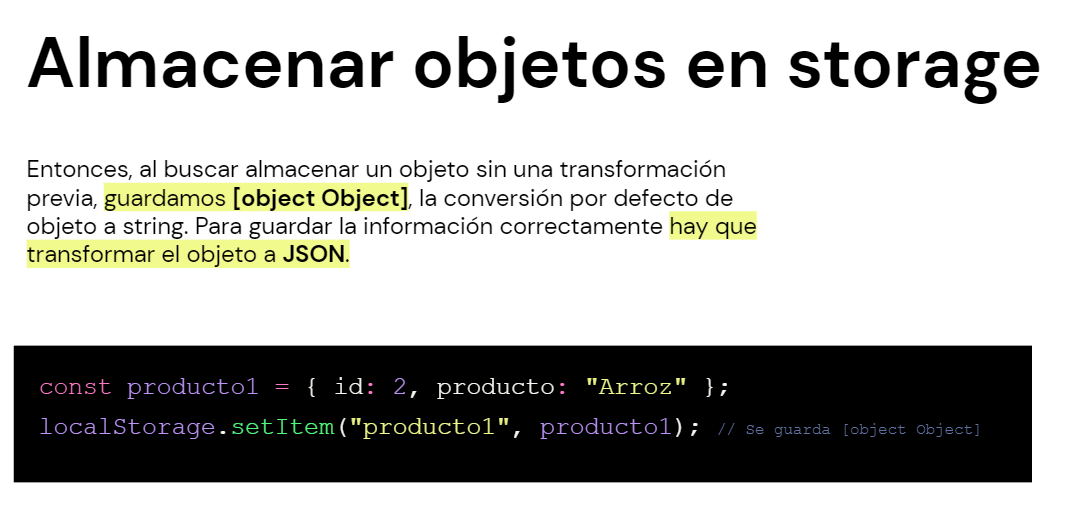 Almacenar objetos en storage
Entonces, al buscar almacenar un objeto sin una transformación
previa, guardamos [object Object], la conversión por defecto de
objeto a string. Para guardar la información correctamente hay que
transformar el objeto a JSON.
const producto1 = { id: 2, producto: "Arroz" };
localStorage.setItem("producto1", producto1); // Se guarda [object Object]